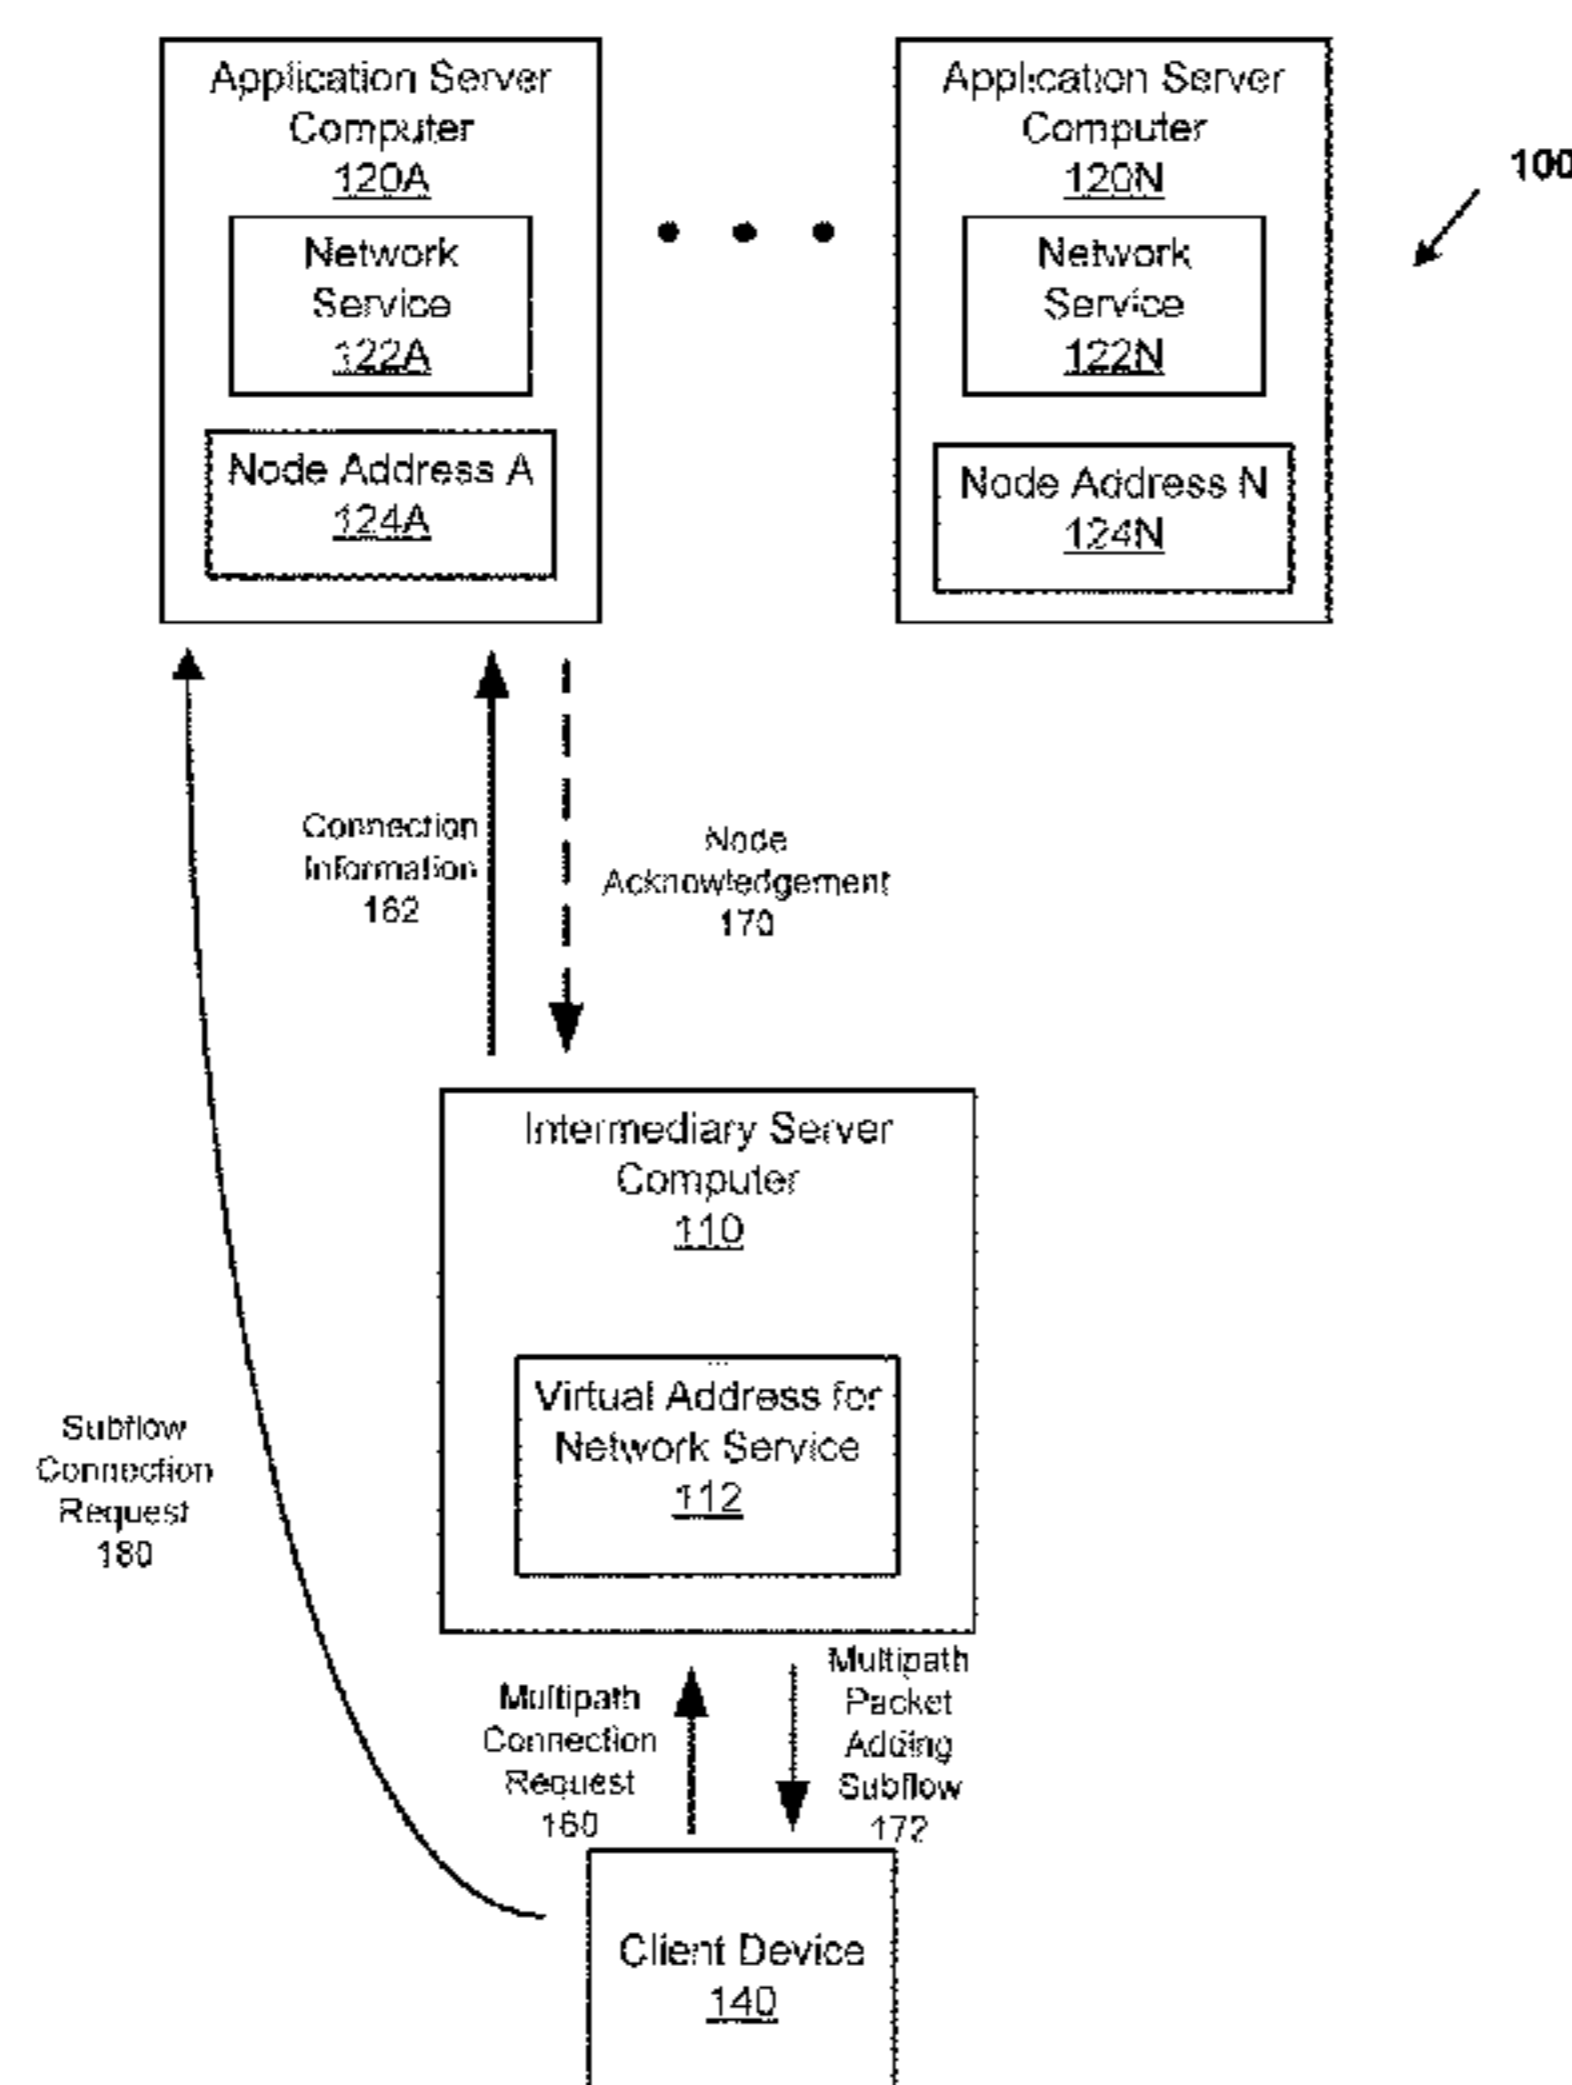 Application Server
Computer
120A
Network
Service
122A
Node Address A
124A
Application Server
Computer
120N
Network
Service
122N
Node Address N
124N
100
Connection
Information
162
Node
Acknowledgement
170
Intermediary Server
Computer
110
Virtual Address for
Network Service
112
Subflow
Connection
Request
180
Multipath
Connection
Request
160
Multipath
Packet
Adding
Subflow
172
Client Device
140